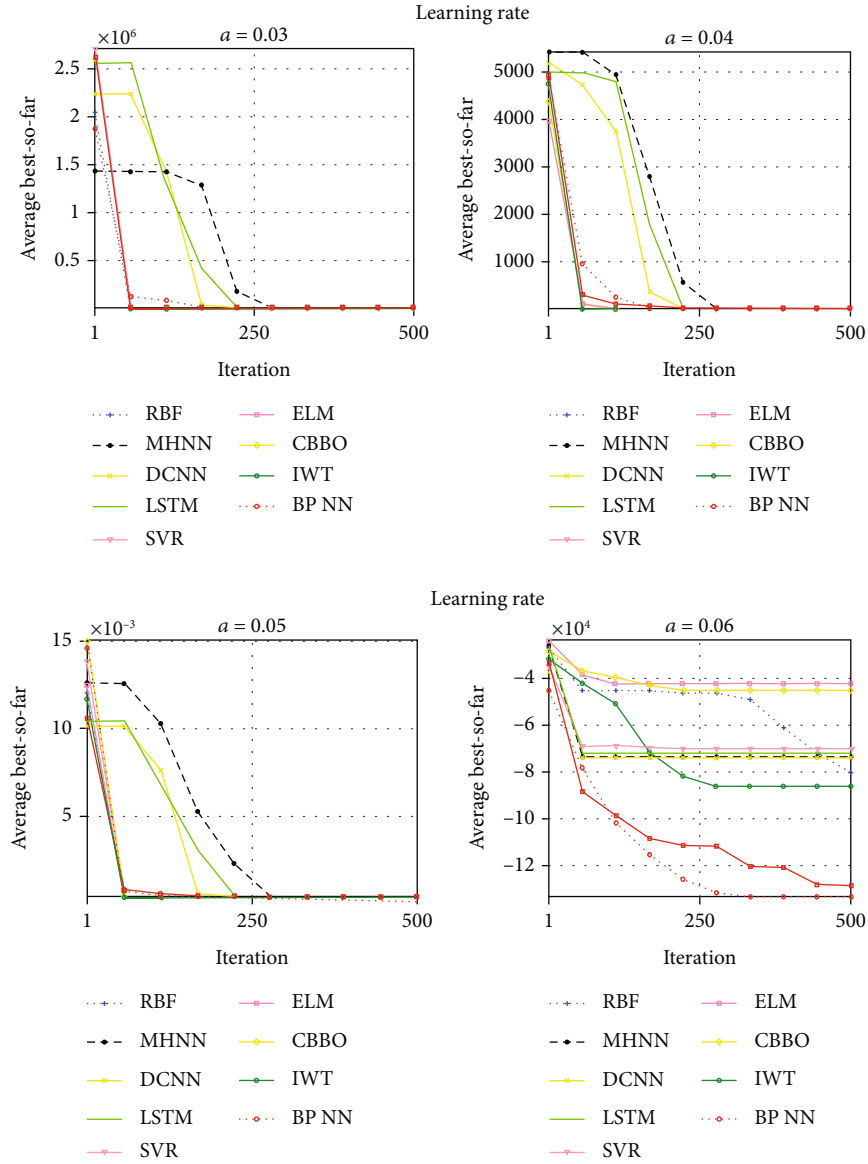 Learning rate
×10⁶ a = 0.03
Average best-so-far
2.5
2
1.5
1
0.5
1 250 500
Iteration
RBF ELM
MHNN CBBO
DCNN IWT
LSTM BP NN
SVR
a = 0.04
Average best-so-far
5000
4000
3000
2000
1000
1 250 500
Iteration
RBF ELM
MHNN CBBO
DCNN IWT
LSTM BP NN
SVR
Learning rate
×10⁻³ a = 0.05
Average best-so-far
15
10
5
1 250 500
Iteration
RBF ELM
MHNN CBBO
DCNN IWT
LSTM BP NN
SVR
×10⁴ a = 0.06
Average best-so-far
−4
−6
−8
−10
−12
1 250 500
Iteration
RBF ELM
MHNN CBBO
DCNN IWT
LSTM BP NN
SVR